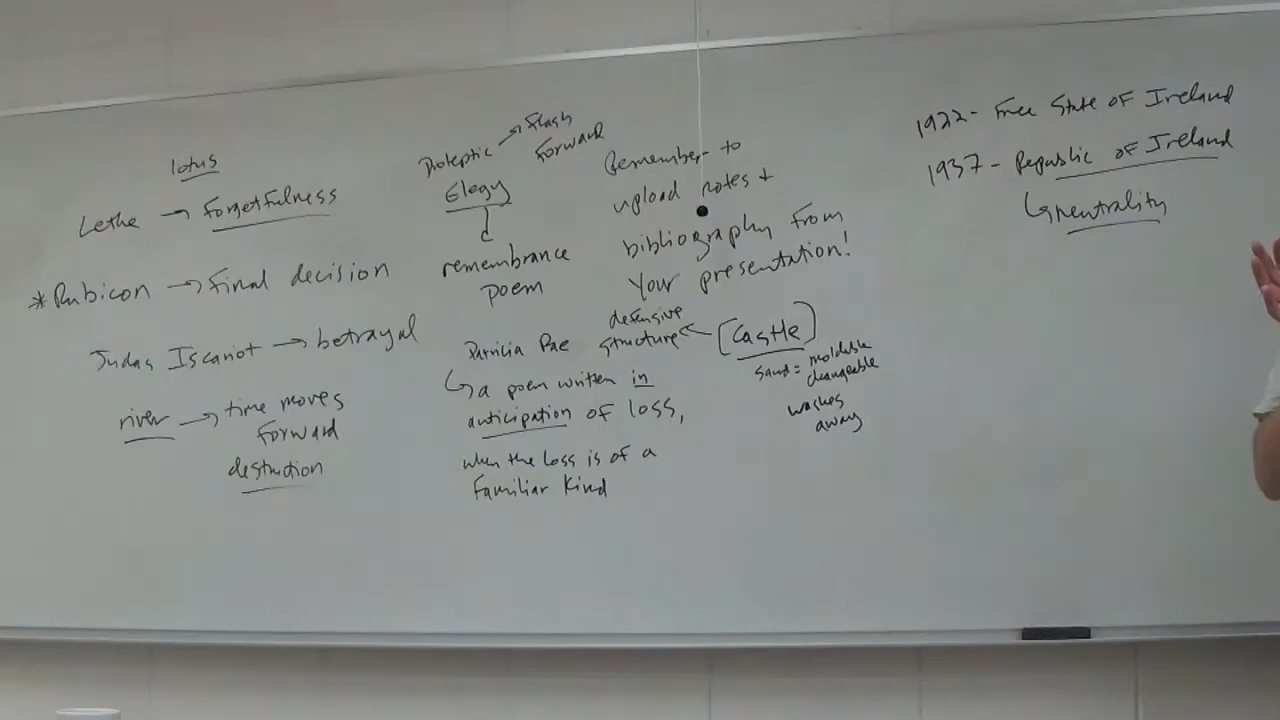 lotus
Lethe → Forgetfulness
*Rubicon → Final decision
Judas Iscariot → betrayal
river → time moves
Forward
destruction
Proleptic → Flash
Forward
Elegy
remembrance
poem
Patricia Rae
↳ a poem written in
anticipation of loss,
when the loss is of a
Familiar Kind
Remember to
upload notes +
bibliography From
Your presentation!
defensive
structure ← [Castle]
Sand = moldable
changeable
washes
away
1922 - Free State OF Ireland
1937 - Republic of Ireland
↳ neutrality